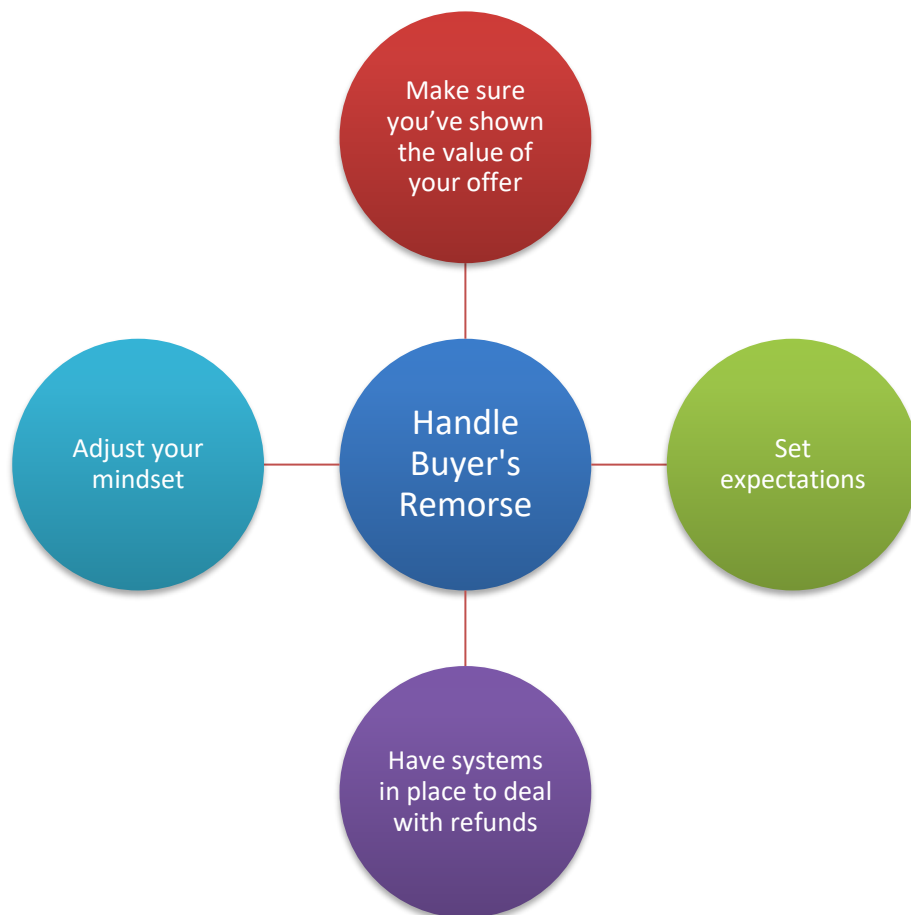 Make sure
you’ve shown
the value of
your offer
Adjust your
mindset
Handle
Buyer's
Remorse
Set
expectations
Have systems
in place to deal
with refunds